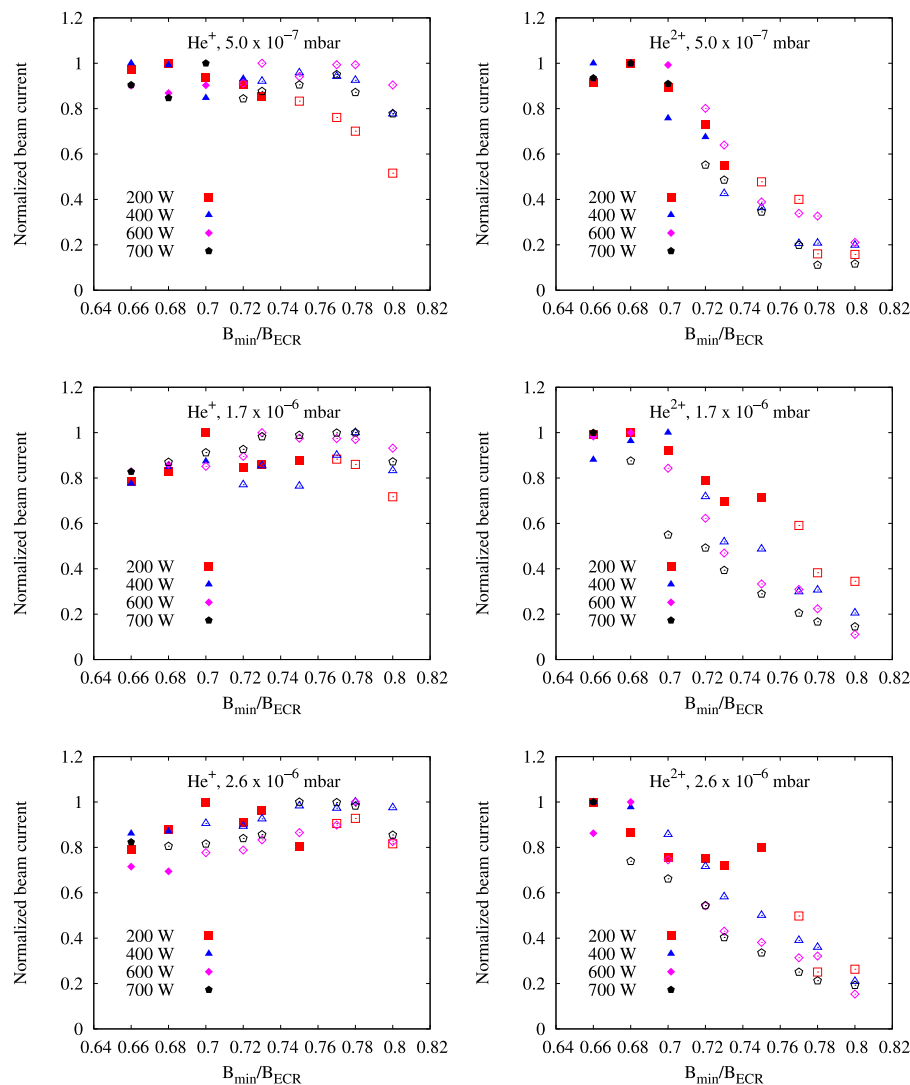 He⁺, 5.0 x 10⁻⁷ mbar
Normalized beam current
1.2
1
0.8
0.6
0.4
0.2
0
200 W
400 W
600 W
700 W
0.64 0.66 0.68 0.7 0.72 0.74 0.76 0.78 0.8 0.82
B_min/B_ECR
He²⁺, 5.0 x 10⁻⁷ mbar
Normalized beam current
1.2
1
0.8
0.6
0.4
0.2
0
200 W
400 W
600 W
700 W
0.64 0.66 0.68 0.7 0.72 0.74 0.76 0.78 0.8 0.82
B_min/B_ECR
He⁺, 1.7 x 10⁻⁶ mbar
Normalized beam current
1.2
1
0.8
0.6
0.4
0.2
0
200 W
400 W
600 W
700 W
0.64 0.66 0.68 0.7 0.72 0.74 0.76 0.78 0.8 0.82
B_min/B_ECR
He²⁺, 1.7 x 10⁻⁶ mbar
Normalized beam current
1.2
1
0.8
0.6
0.4
0.2
0
200 W
400 W
600 W
700 W
0.64 0.66 0.68 0.7 0.72 0.74 0.76 0.78 0.8 0.82
B_min/B_ECR
He⁺, 2.6 x 10⁻⁶ mbar
Normalized beam current
1.2
1
0.8
0.6
0.4
0.2
0
200 W
400 W
600 W
700 W
0.64 0.66 0.68 0.7 0.72 0.74 0.76 0.78 0.8 0.82
B_min/B_ECR
He²⁺, 2.6 x 10⁻⁶ mbar
Normalized beam current
1.2
1
0.8
0.6
0.4
0.2
0
200 W
400 W
600 W
700 W
0.64 0.66 0.68 0.7 0.72 0.74 0.76 0.78 0.8 0.82
B_min/B_ECR